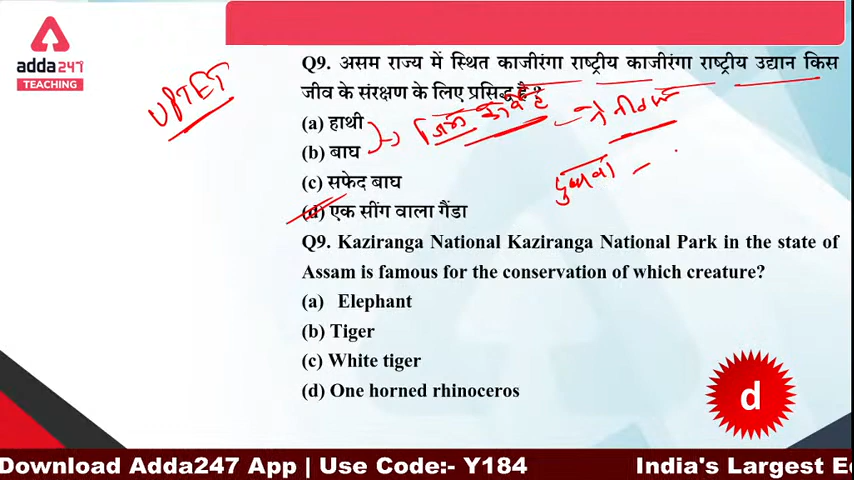 adda247
TEACHING
UPTET
Q9. असम राज्य में स्थित काजीरंगा राष्ट्रीय काजीरंगा राष्ट्रीय उद्यान किस
जीव के संरक्षण के लिए प्रसिद्ध है ?
(a) हाथी
(b) बाघ
(c) सफेद बाघ
(d) एक सींग वाला गैंडा
दुधवा –
Q9. Kaziranga National Kaziranga National Park in the state of
Assam is famous for the conservation of which creature?
(a) Elephant
(b) Tiger
(c) White tiger
(d) One horned rhinoceros
d
Download Adda247 App | Use Code:- Y184
India's Largest E